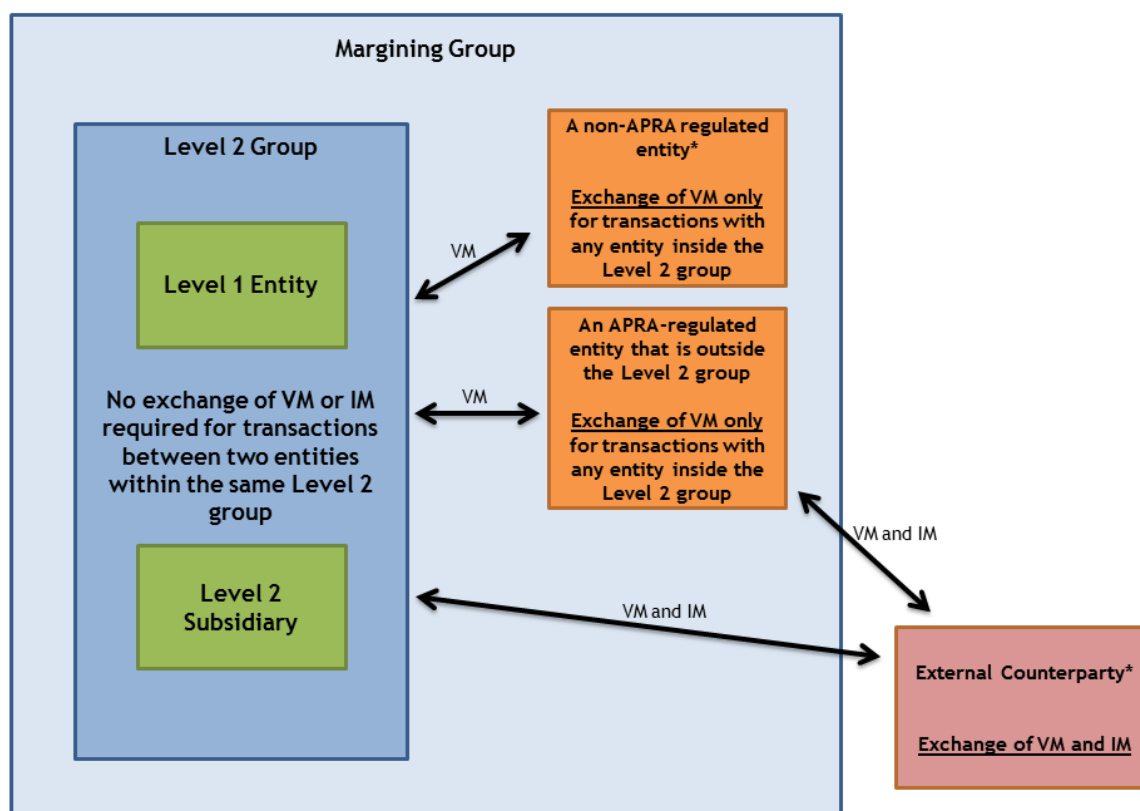 Margining Group
Level 2 Group
Level 1 Entity
No exchange of VM or IM
required for transactions
between two entities
within the same Level 2
group
Level 2
Subsidiary
VM
A non-APRA regulated
entity*
Exchange of VM only
for transactions with
any entity inside the
Level 2 group
VM
An APRA-regulated
entity that is outside
the Level 2 group
Exchange of VM only
for transactions with
any entity inside the
Level 2 group
VM and IM
VM and IM
External Counterparty*
Exchange of VM and IM